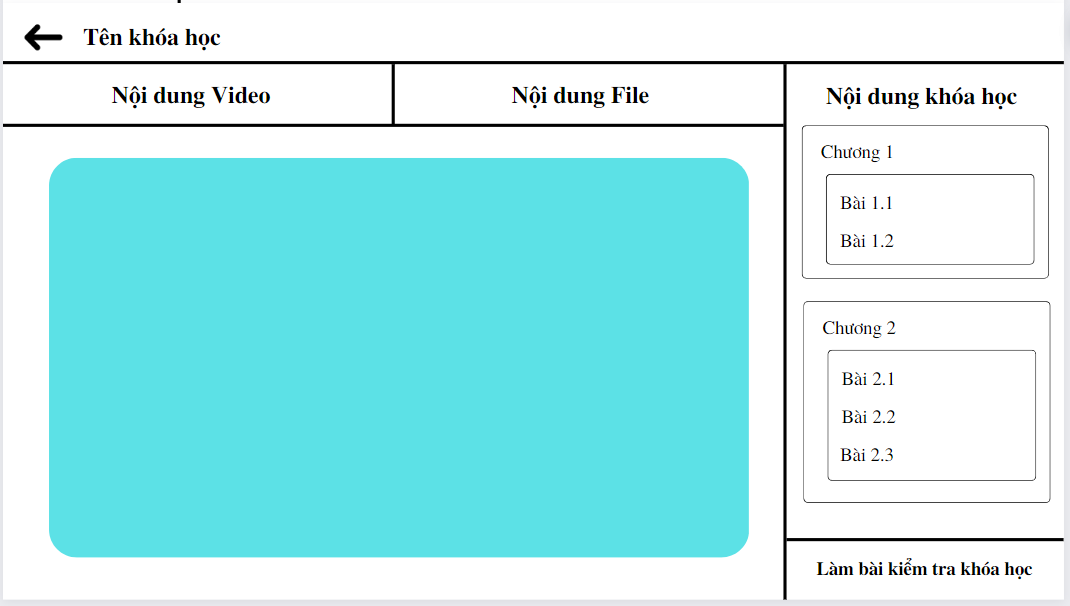 Tên khóa học
Nội dung Video
Nội dung File
Nội dung khóa học
Chương 1
Bài 1.1
Bài 1.2
Chương 2
Bài 2.1
Bài 2.2
Bài 2.3
Làm bài kiểm tra khóa học